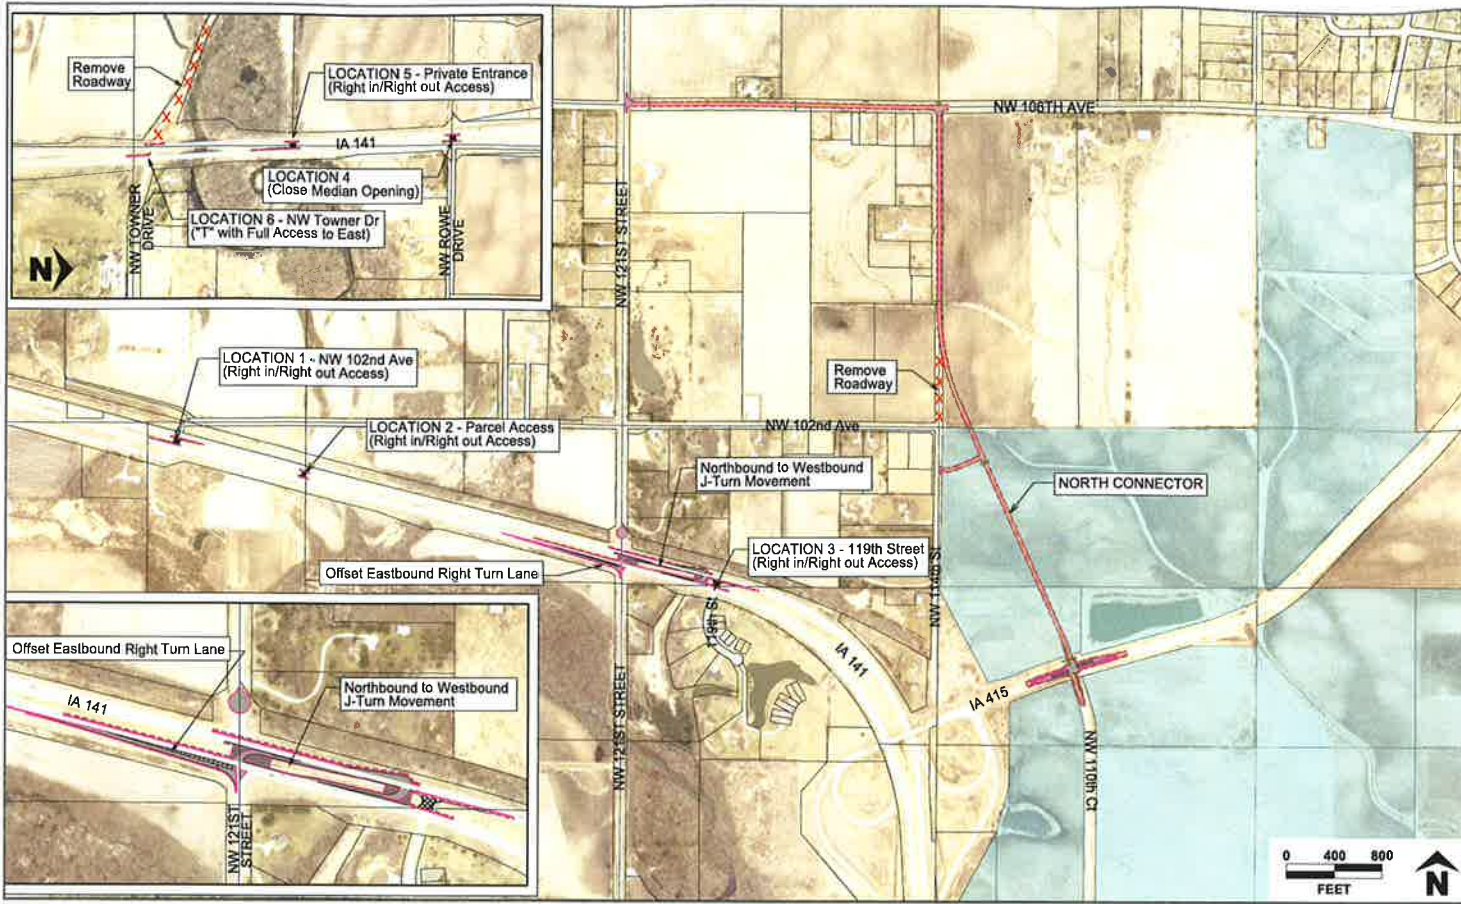 Remove
Roadway
LOCATION 5 - Private Entrance
(Right in/Right out Access)
IA 141
LOCATION 4
(Close Median Opening)
LOCATION 6 - NW Towner Dr
("T" with Full Access to East)
NW TOWNER
DRIVE
NW ROWE
DRIVE
N
NW 106TH AVE
NW 121ST STREET
LOCATION 1 - NW 102nd Ave
(Right in/Right out Access)
LOCATION 2 - Parcel Access
(Right in/Right out Access)
Remove
Roadway
NW 102nd Ave
Northbound to Westbound
J-Turn Movement
NORTH CONNECTOR
LOCATION 3 - 119th Street
(Right in/Right out Access)
Offset Eastbound Right Turn Lane
119th St
NW 114th St
IA 141
IA 415
NW 121ST STREET
NW 110th Ct
Offset Eastbound Right Turn Lane
IA 141
Northbound to Westbound
J-Turn Movement
NW 121ST
STREET
0 400 800
FEET
N